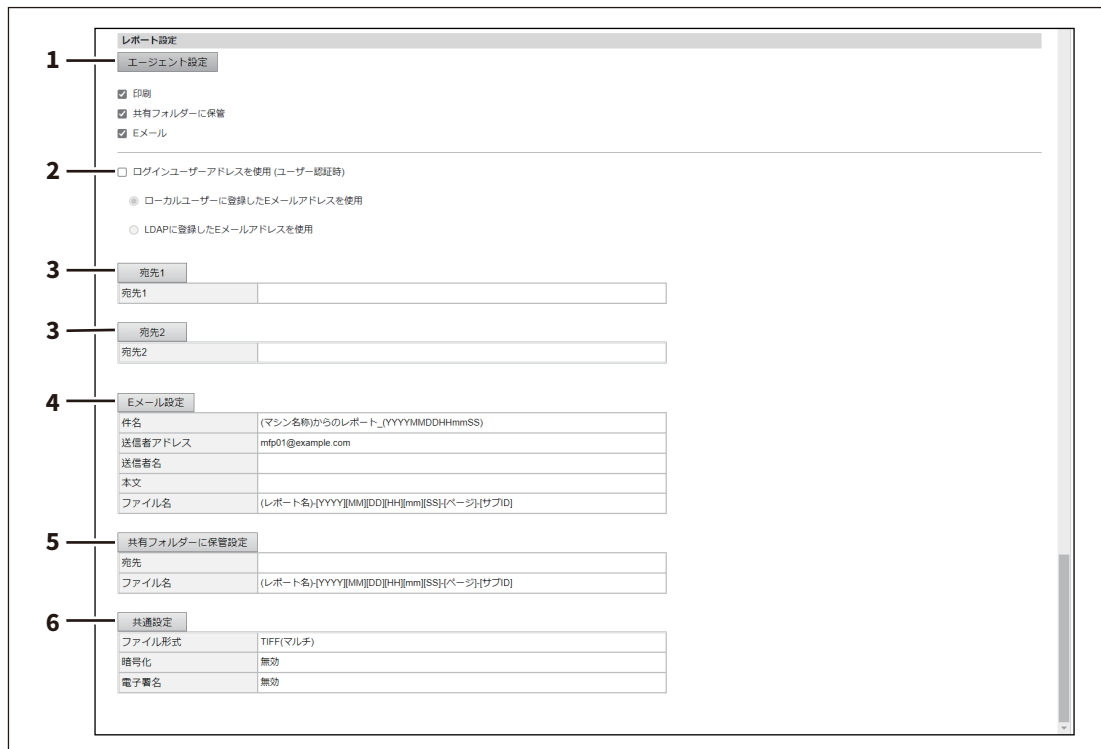 レポート設定
1 エージェント設定
印刷
共有フォルダーに保管
Eメール
2 ログインユーザーアドレスを使用 (ユーザー認証時)
ローカルユーザーに登録したEメールアドレスを使用
LDAPに登録したEメールアドレスを使用
3 宛先1
宛先1
3 宛先2
宛先2
4 Eメール設定
件名 (マシン名称)からのレポート_(YYYYMMDDHHmmSS)
送信者アドレス mfp01@example.com
送信者名
本文
ファイル名 (レポート名)-[YYYY][MM][DD][HH][mm][SS]-[ページ]-[サブID]
5 共有フォルダーに保管設定
宛先
ファイル名 (レポート名)-[YYYY][MM][DD][HH][mm][SS]-[ページ]-[サブID]
6 共通設定
ファイル形式 TIFF(マルチ)
暗号化 無効
電子署名 無効